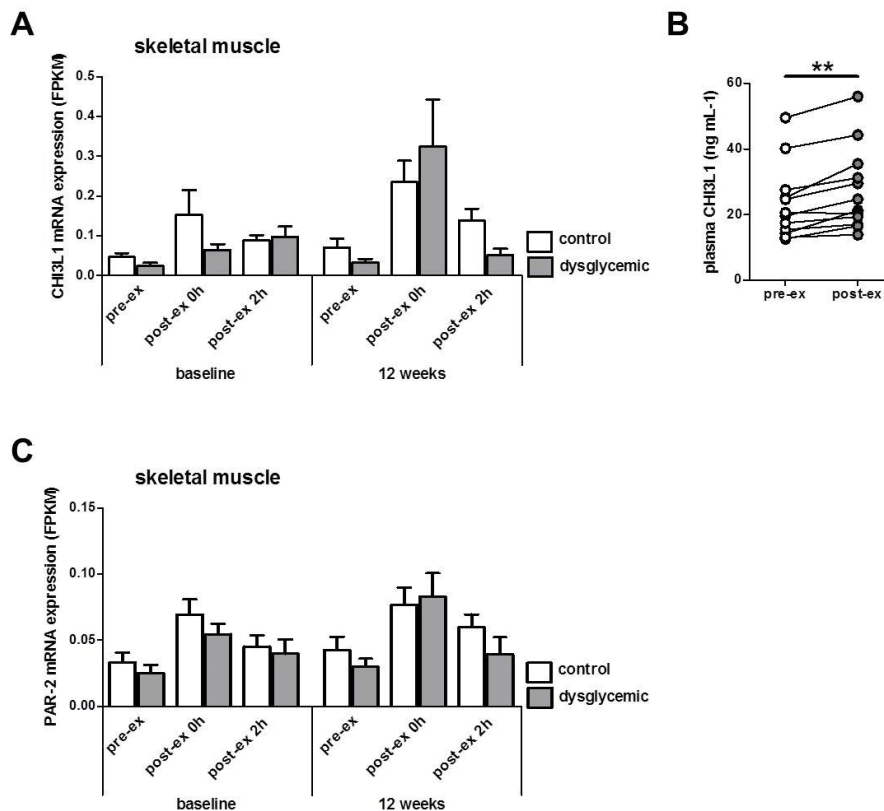 A
skeletal muscle
CHI3L1 mRNA expression (FPKM)
0.5
0.4
0.3
0.2
0.1
0.0
pre-ex
post-ex 0h
post-ex 2h
pre-ex
post-ex 0h
post-ex 2h
baseline
12 weeks
control
dysglycemic
B
**
plasma CHI3L1 (ng mL-1)
60
40
20
0
pre-ex
post-ex
C
skeletal muscle
PAR-2 mRNA expression (FPKM)
0.15
0.10
0.05
0.00
pre-ex
post-ex 0h
post-ex 2h
pre-ex
post-ex 0h
post-ex 2h
baseline
12 weeks
control
dysglycemic